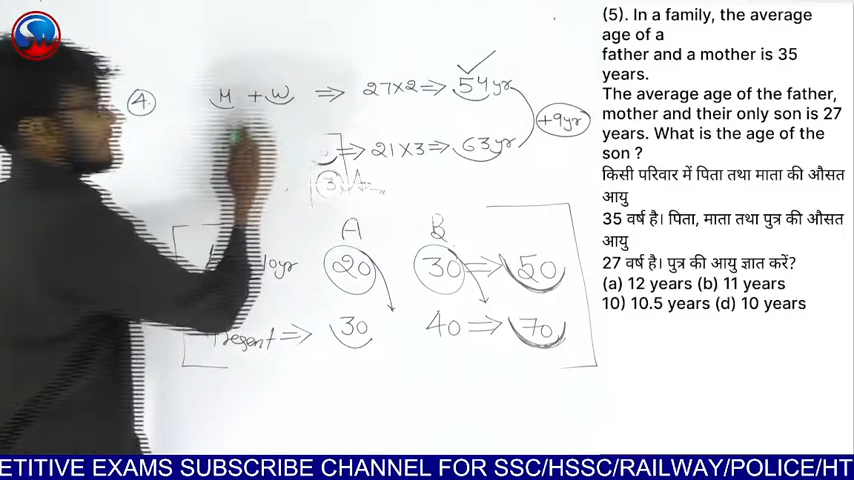 (5). In a family, the average
age of a
father and a mother is 35
years.
The average age of the father,
mother and their only son is 27
years. What is the age of the
son ?
किसी परिवार में पिता तथा माता की औसत
आयु
35 वर्ष है। पिता, माता तथा पुत्र की औसत
आयु
27 वर्ष है। पुत्र की आयु ज्ञात करें?
(a) 12 years (b) 11 years
10) 10.5 years (d) 10 years
4. M + W ⇒ 27×2 ⇒ 54yr
+9yr
⇒ 21×3 ⇒ 63yr
3
A B
10yr 20 30 ⇒ 50
Present ⇒ 30 40 ⇒ 70
ETITIVE EXAMS SUBSCRIBE CHANNEL FOR SSC/HSSC/RAILWAY/POLICE/HT